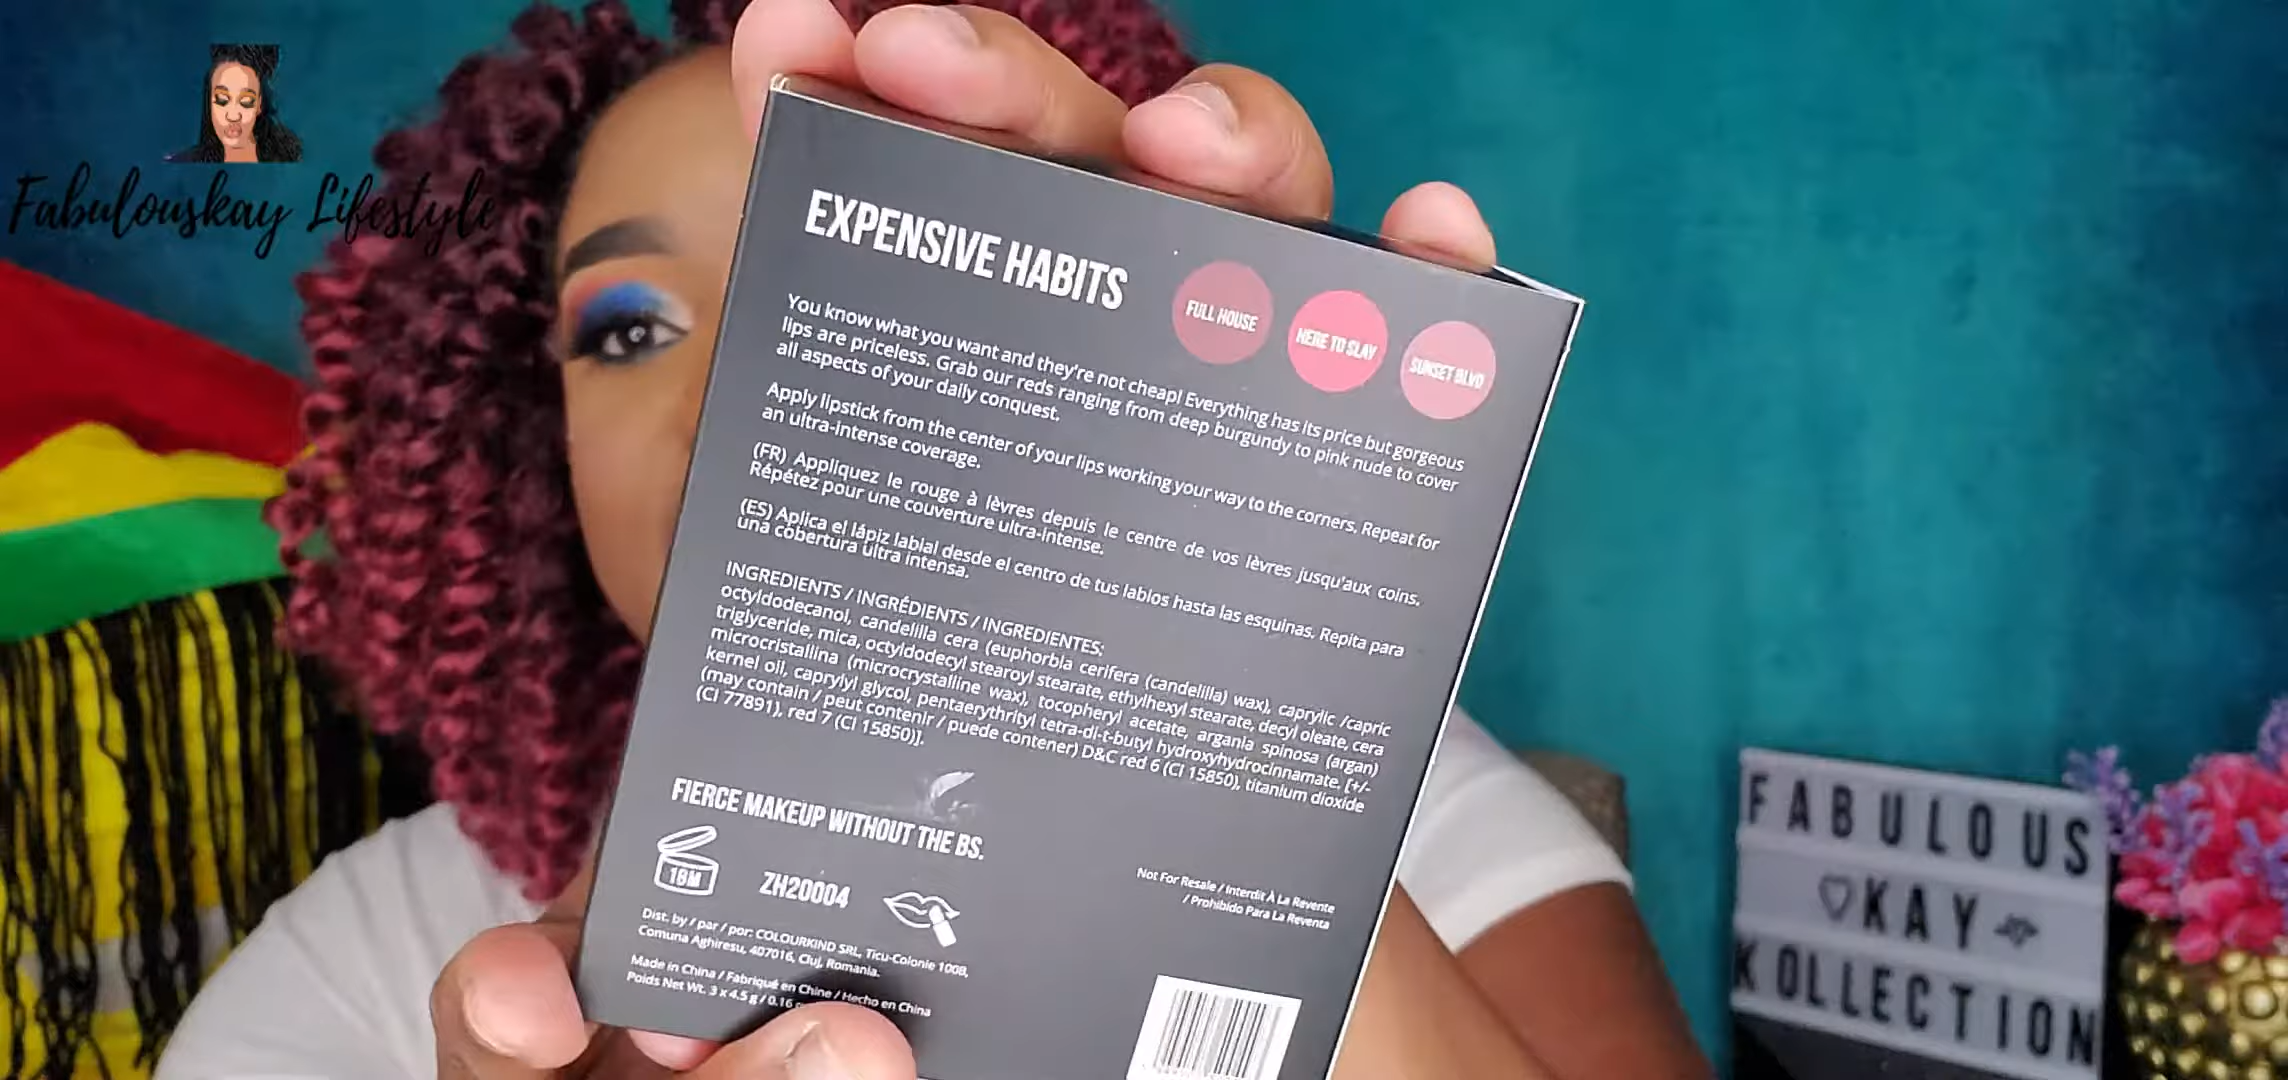 Fabulouskay Lifestyle
EXPENSIVE HABITS
FULL HOUSE
HERE TO SLAY
SUNSET BLVD
You know what you want and they're not cheap! Everything has its price but gorgeous
lips are priceless. Grab our reds ranging from deep burgundy to pink nude to cover
all aspects of your daily conquest.
Apply lipstick from the center of your lips working your way to the corners. Repeat for
an ultra-intense coverage.
(FR) Appliquez le rouge à lèvres depuis le centre de vos lèvres jusqu'aux coins.
Répétez pour une couverture ultra-intense.
(ES) Aplica el lápiz labial desde el centro de tus labios hasta las esquinas. Repita para
una cobertura ultra intensa.
INGREDIENTS / INGRÉDIENTS / INGREDIENTES:
octyldodecanol, candelilla cera (euphorbia cerifera (candelilla) wax), caprylic /capric
triglyceride, mica, octyldodecyl stearoyl stearate, ethylhexyl stearate, decyl oleate, cera
microcristallina (microcrystalline wax), tocopheryl acetate, argania spinosa (argan)
kernel oil, caprylyl glycol, pentaerythrityl tetra-di-t-butyl hydroxyhydrocinnamate. [+/-
(may contain / peut contenir / puede contener) D&C red 6 (CI 15850), titanium dioxide
(CI 77891), red 7 (CI 15850)].
FIERCE MAKEUP WITHOUT THE BS.
18M
ZH20004
Not For Resale / Interdit À La Revente
/ Prohibido Para La Reventa
Dist. by / par / por: COLOURKIND SRL, Ticu-Colonie 100B,
Comuna Aghiresu, 407016, Cluj, Romania.
Made in China / Fabriqué en Chine / Hecho en China
Poids Net Wt. 3 x 4.5 g / 0.16
FABULOUS
♡KAY
KOLLECTION